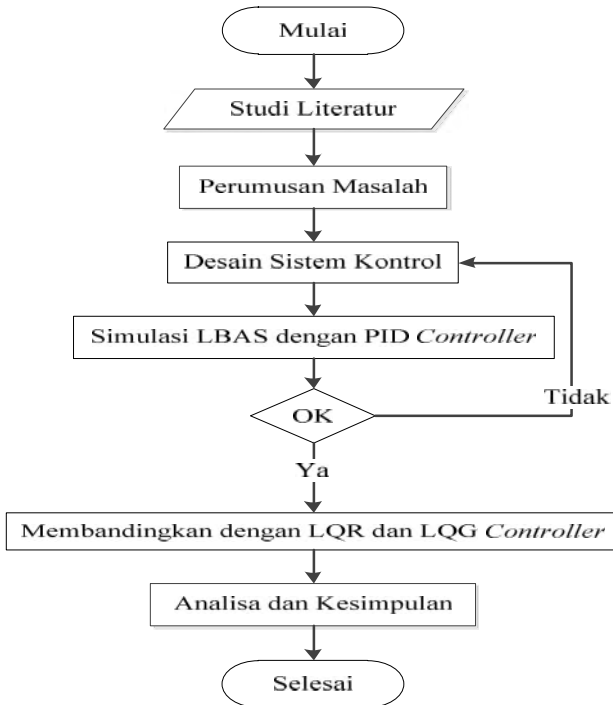 Mulai
Studi Literatur
Perumusan Masalah
Desain Sistem Kontrol
Simulasi LBAS dengan PID Controller
Tidak
OK
Ya
Membandingkan dengan LQR dan LQG Controller
Analisa dan Kesimpulan
Selesai